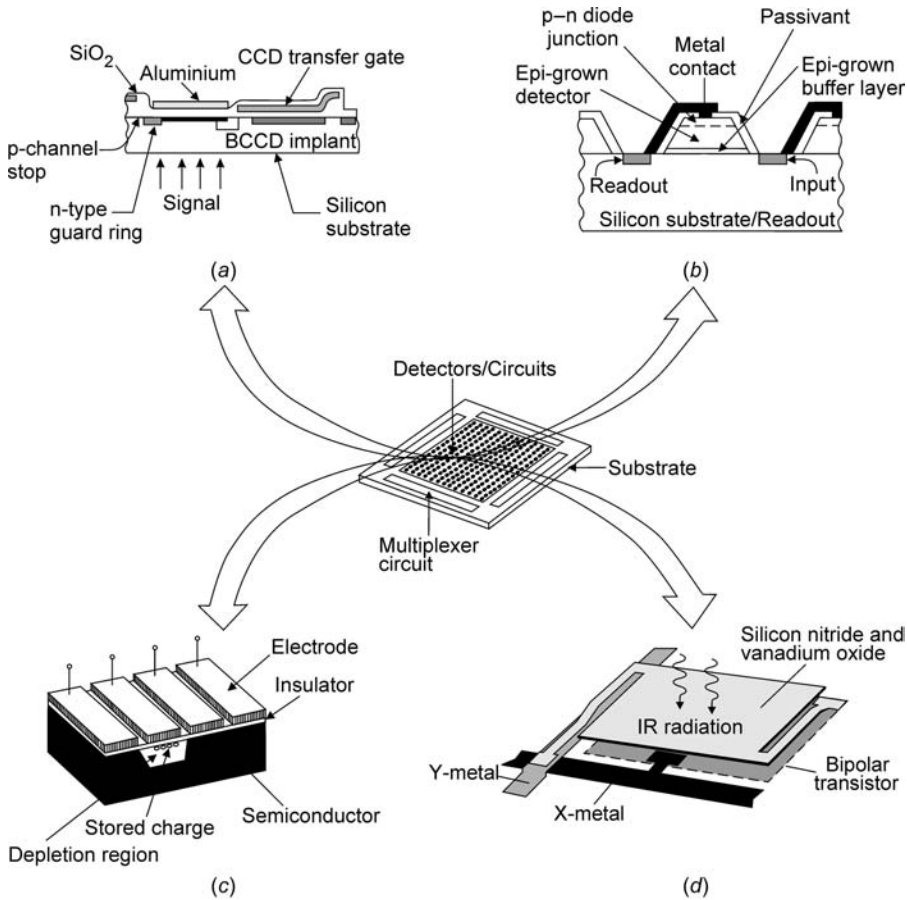 SiO2
Aluminium
CCD transfer gate
p-channel
stop
BCCD implant
n-type
guard ring
Signal
Silicon
substrate
(a)
p–n diode
junction
Metal
contact
Passivant
Epi-grown
detector
Epi-grown
buffer layer
Readout
Input
Silicon substrate/Readout
(b)
Detectors/Circuits
Substrate
Multiplexer
circuit
Electrode
Insulator
Semiconductor
Stored charge
Depletion region
(c)
Silicon nitride and
vanadium oxide
IR radiation
Y-metal
X-metal
Bipolar
transistor
(d)